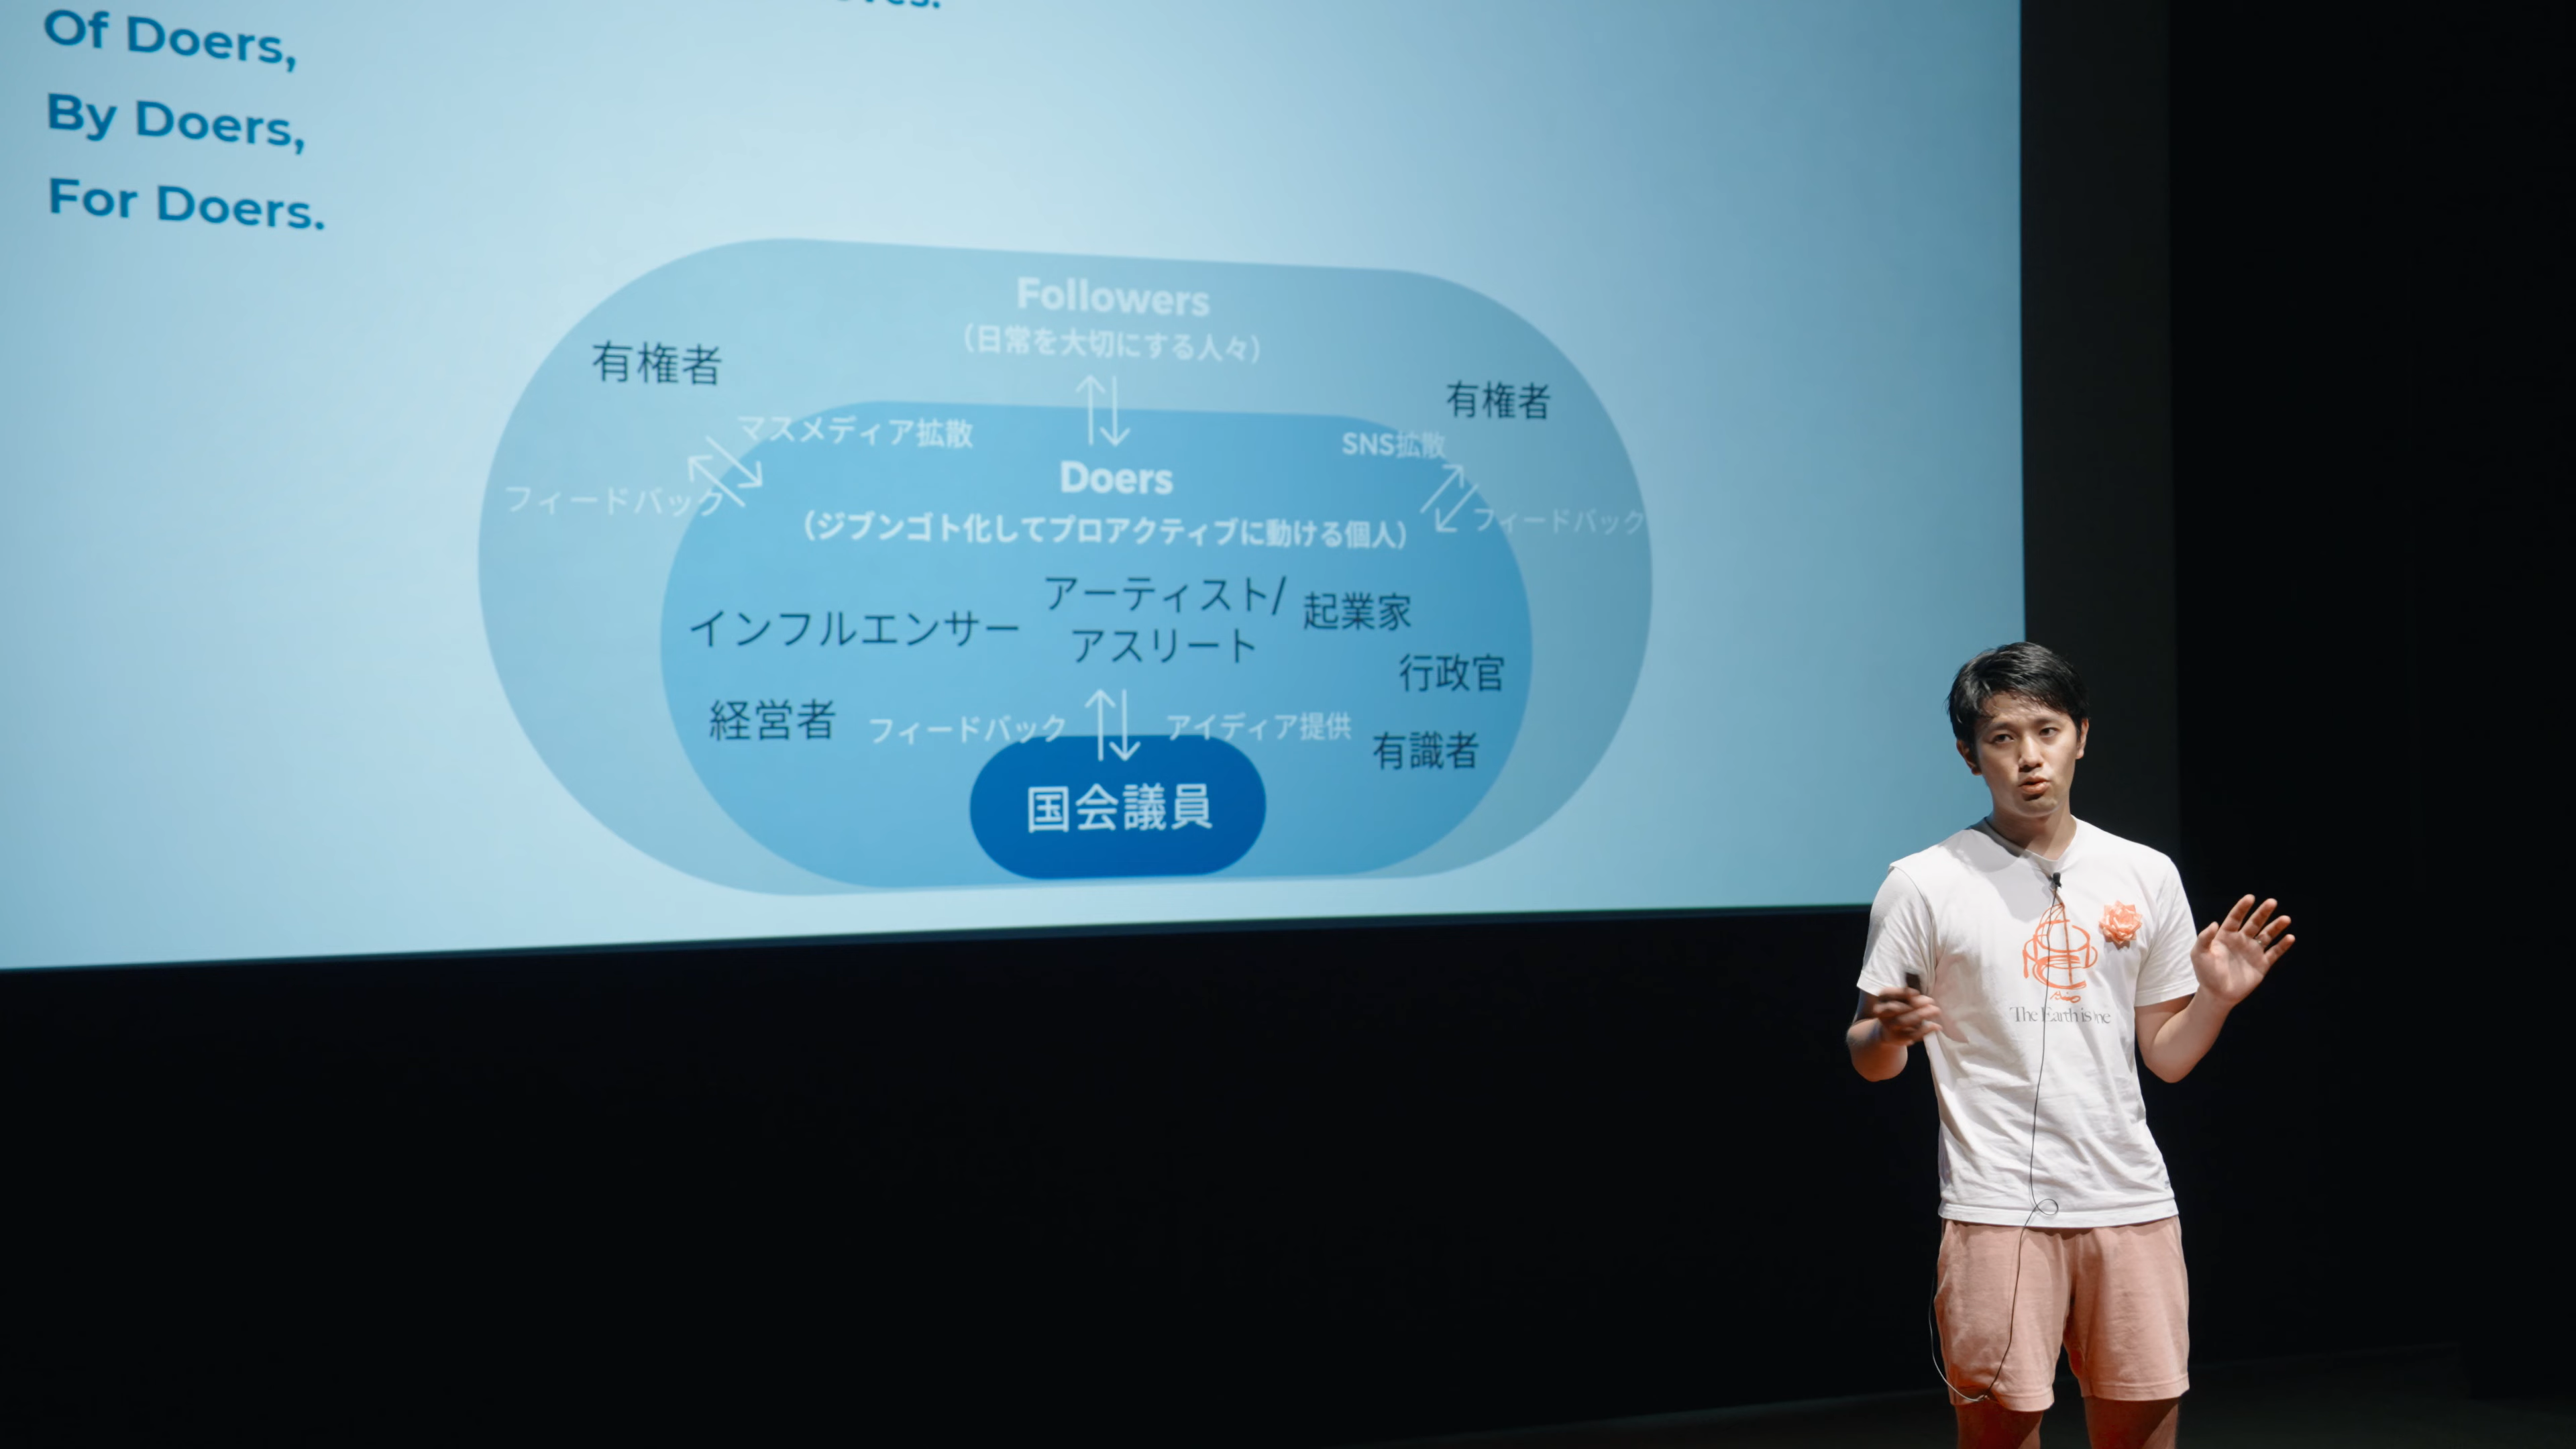 Of Doers,
By Doers,
For Doers.
Followers
（日常を大切にする人々）
有権者
有権者
マスメディア拡散
SNS拡散
フィードバック
フィードバック
Doers
（ジブンゴト化してプロアクティブに動ける個人）
インフルエンサー
アーティスト/
アスリート
起業家
行政官
経営者
フィードバック
アイディア提供
有識者
国会議員
The Earth is One